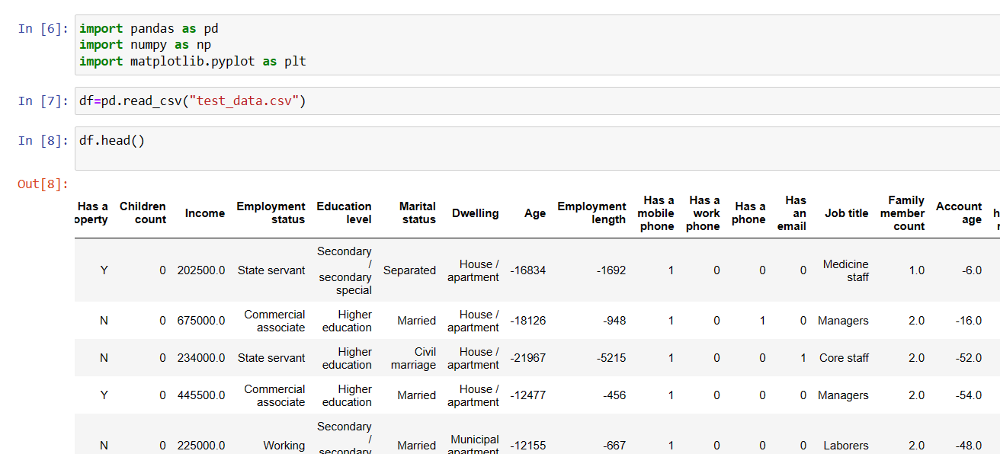 In [6]: import pandas as pd
import numpy as np
import matplotlib.pyplot as plt
In [7]: df=pd.read_csv("test_data.csv")
In [8]: df.head()
Out[8]:
Has a operty Children count Income Employment status Education level Marital status Dwelling Age Employment length Has a mobile phone Has a work phone Has a phone Has an email Job title Family member count Account age
Y 0 202500.0 State servant Secondary / secondary special Separated House / apartment -16834 -1692 1 0 0 0 Medicine staff 1.0 -6.0
N 0 675000.0 Commercial associate Higher education Married House / apartment -18126 -948 1 0 1 0 Managers 2.0 -16.0
N 0 234000.0 State servant Higher education Civil marriage House / apartment -21967 -5215 1 0 0 1 Core staff 2.0 -52.0
Y 0 445500.0 Commercial associate Higher education Married House / apartment -12477 -456 1 0 0 0 Managers 2.0 -54.0
N 0 225000.0 Working Secondary / secondary Married Municipal apartment -12155 -667 1 0 0 0 Laborers 2.0 -48.0